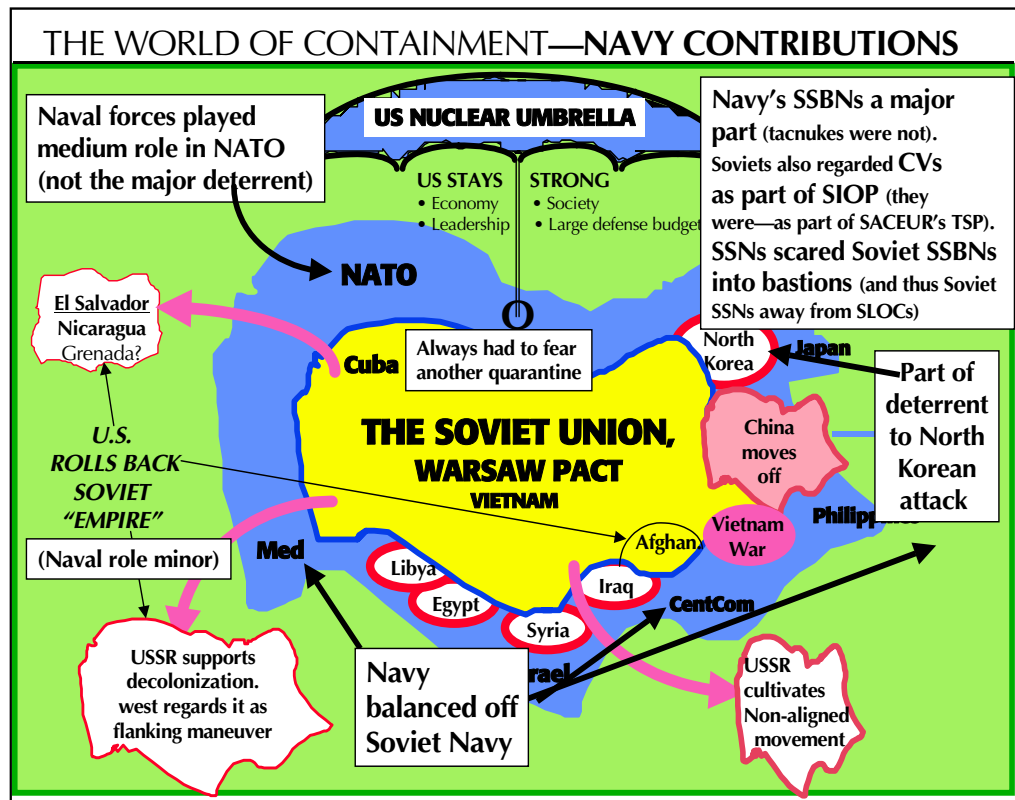 THE WORLD OF CONTAINMENT—NAVY CONTRIBUTIONS
Naval forces played
medium role in NATO
(not the major deterrent)
US NUCLEAR UMBRELLA
US STAYS
• Economy
• Leadership
STRONG
• Society
• Large defense budget
Navy's SSBNs a major
part (tacnukes were not).
Soviets also regarded CVs
as part of SIOP (they
were—as part of SACEUR's TSP).
SSNs scared Soviet SSBNs
into bastions (and thus Soviet
SSNs away from SLOCs)
NATO
El Salvador
Nicaragua
Grenada?
Cuba
Always had to fear
another quarantine
North
Korea
Japan
Part of
deterrent
to North
Korean
attack
THE SOVIET UNION,
WARSAW PACT
VIETNAM
China
moves
off
U.S.
ROLLS BACK
SOVIET
“EMPIRE”
(Naval role minor)
Med
Libya
Egypt
Syria
Iraq
Afghan.
Vietnam
War
CentCom
USSR supports
decolonization.
west regards it as
flanking maneuver
Navy
balanced off
Soviet Navy
USSR
cultivates
Non-aligned
movement